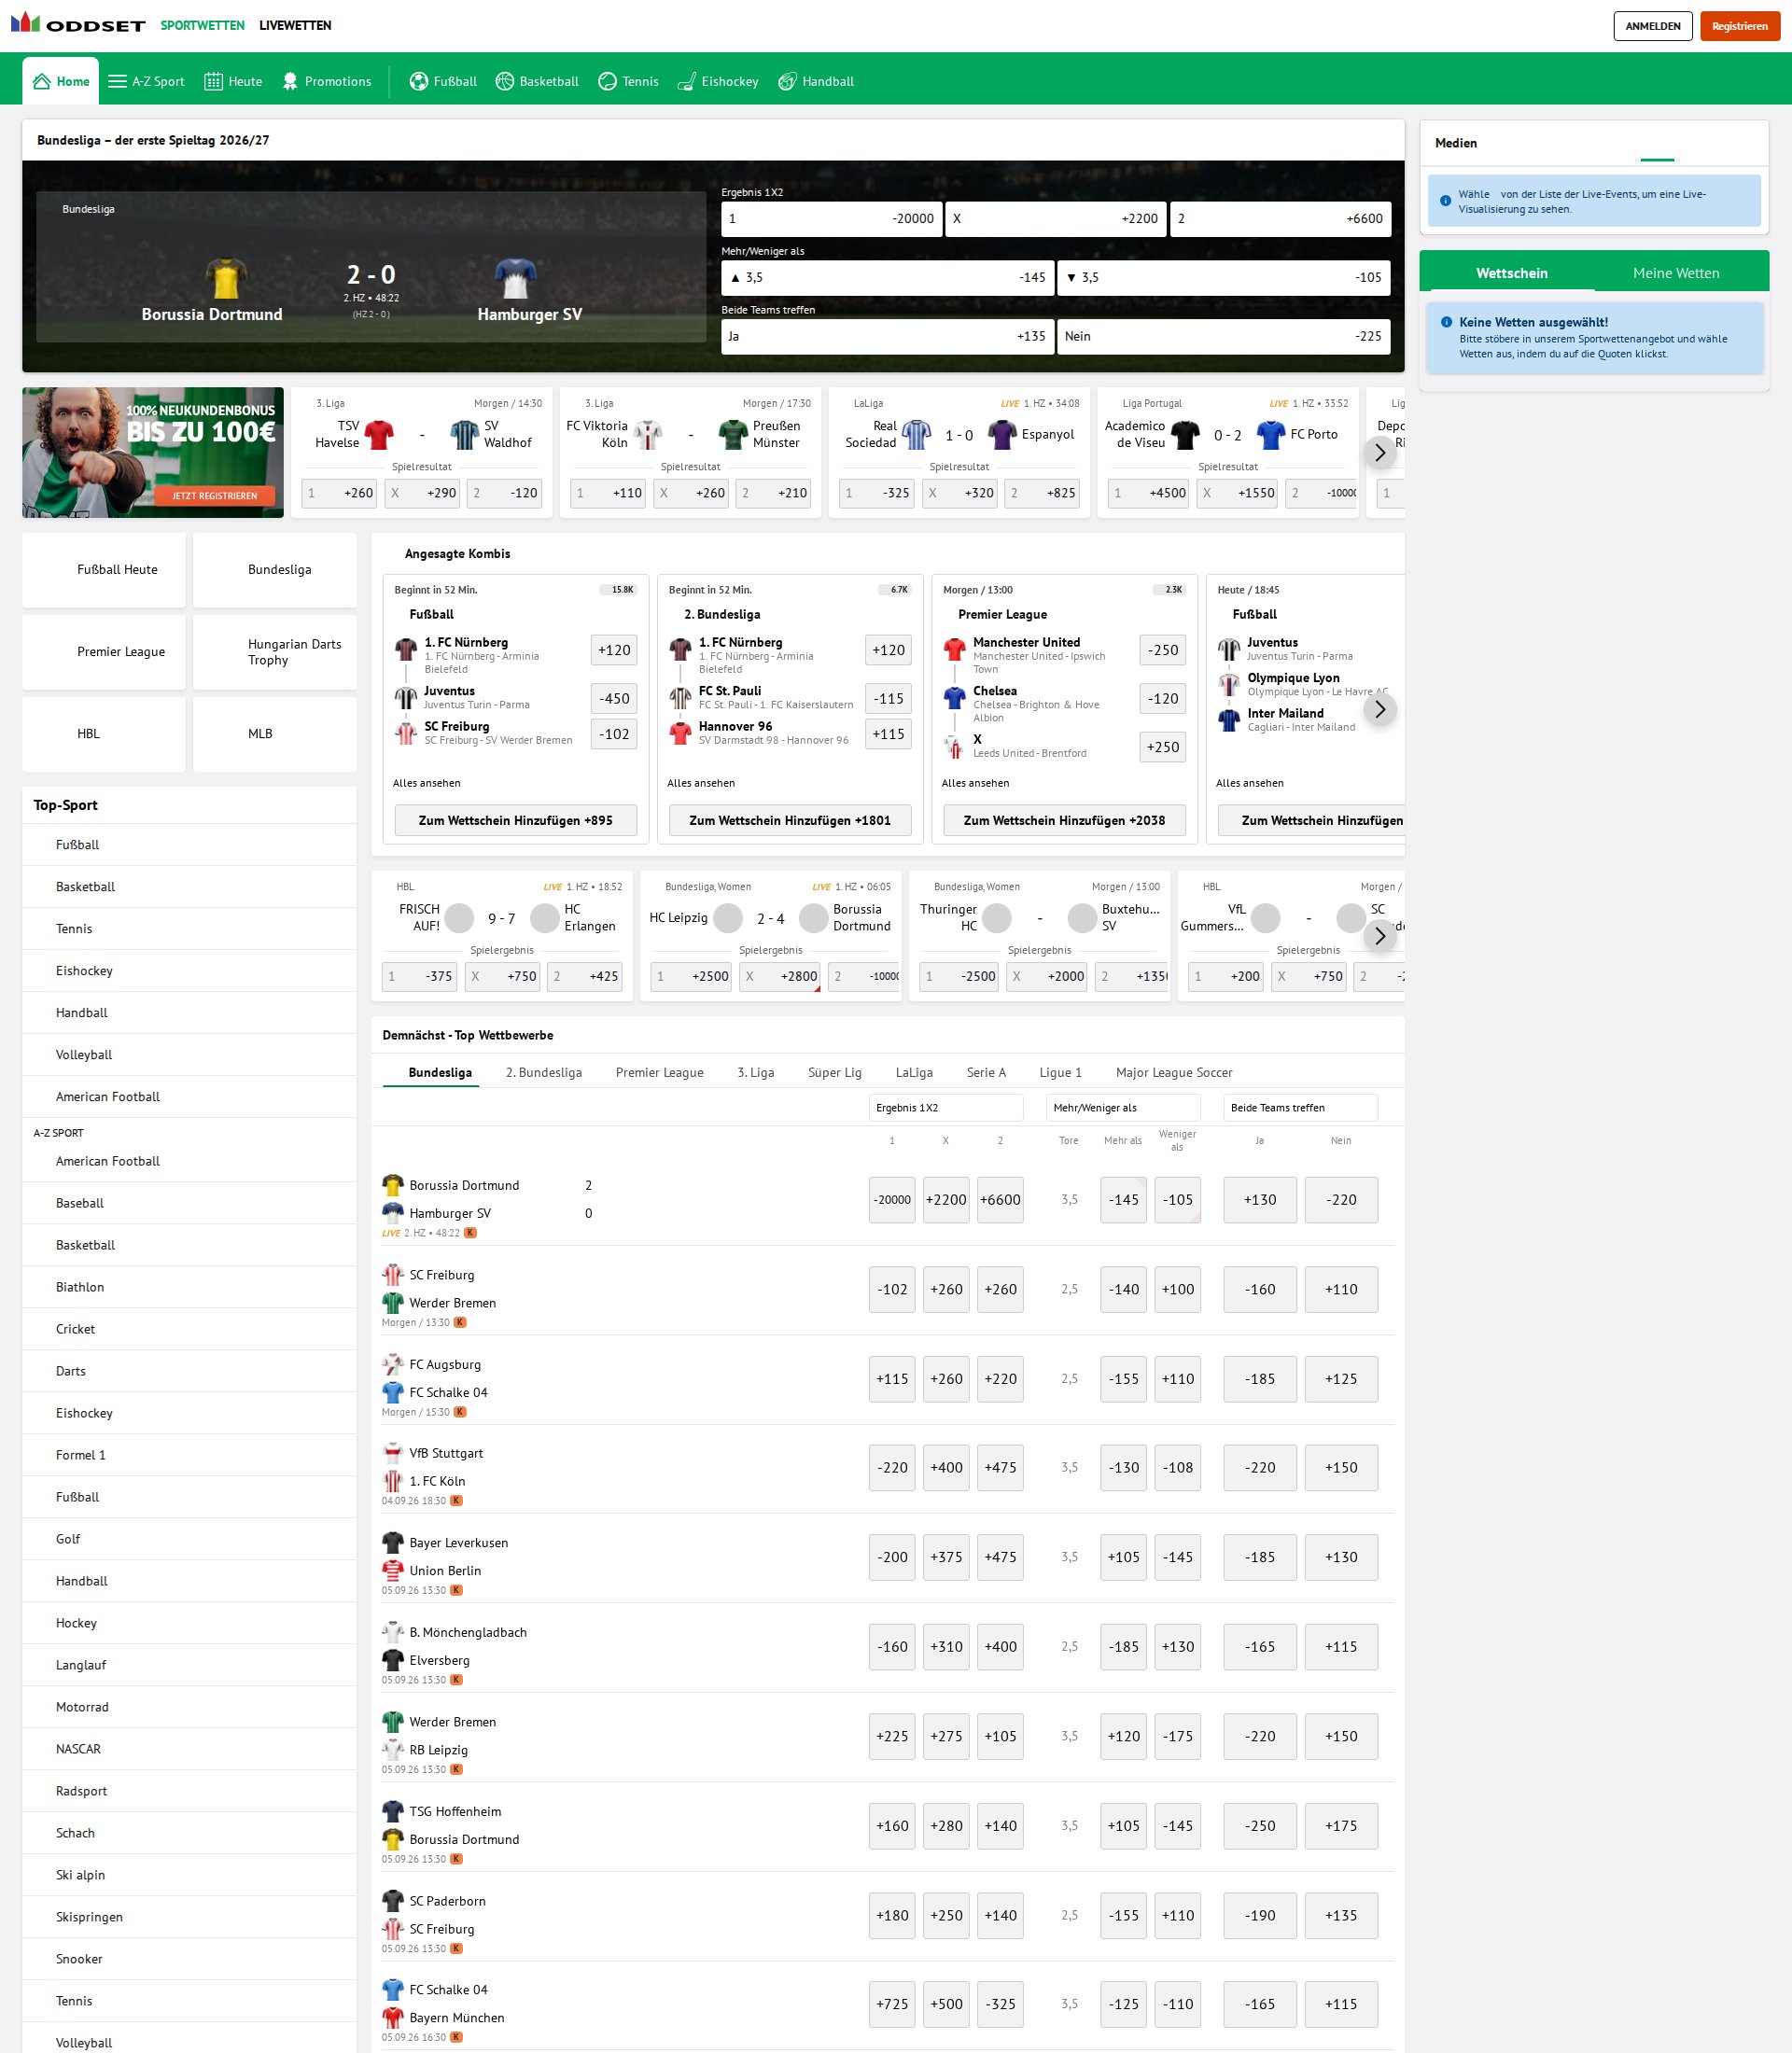 ODDSET SPORTWETTEN LIVEWETTEN ANMELDEN Registrieren
Home A-Z Sport Heute Promotions Fußball Basketball Tennis Eishockey Handball
Bundesliga – der erste Spieltag 2026/27
Bundesliga
2 - 0
2. HZ • 48:22
(HZ 2 - 0)
Borussia Dortmund Hamburger SV
Ergebnis 1X2
1 -20000 X +2200 2 +6600
Mehr/Weniger als
▲ 3,5 -145 ▼ 3,5 -105
Beide Teams treffen
Ja +135 Nein -225
Medien
Wähle von der Liste der Live-Events, um eine Live-
Visualisierung zu sehen.
Wettschein Meine Wetten
Keine Wetten ausgewählt!
Bitte stöbere in unserem Sportwettenangebot und wähle
Wetten aus, indem du auf die Quoten klickst.
100% NEUKUNDENBONUS
BIS ZU 100€
JETZT REGISTRIEREN
3. Liga Morgen / 14:30
TSV Havelse - SV Waldhof
Spielresultat
1 +260 X +290 2 -120
3. Liga Morgen / 17:30
FC Viktoria Köln - Preußen Münster
Spielresultat
1 +110 X +260 2 +210
LaLiga LIVE 1. HZ • 34:08
Real Sociedad 1 - 0 Espanyol
Spielresultat
1 -325 X +320 2 +825
Liga Portugal LIVE 1. HZ • 33:52
Academico de Viseu 0 - 2 FC Porto
Spielresultat
1 +4500 X +1550 2 -10000
1
Fußball Heute
Bundesliga
Premier League
Hungarian Darts
Trophy
HBL
MLB
Top-Sport
Fußball
Basketball
Tennis
Eishockey
Handball
Volleyball
American Football
A-Z SPORT
American Football
Baseball
Basketball
Biathlon
Cricket
Darts
Eishockey
Formel 1
Fußball
Golf
Handball
Hockey
Langlauf
Motorrad
NASCAR
Radsport
Schach
Ski alpin
Skispringen
Snooker
Tennis
Volleyball
Angesagte Kombis
Beginnt in 52 Min. 15.8K
Fußball
1. FC Nürnberg +120
1. FC Nürnberg - Arminia
Bielefeld
Juventus -450
Juventus Turin - Parma
SC Freiburg -102
SC Freiburg - SV Werder Bremen
Alles ansehen
Zum Wettschein Hinzufügen +895
Beginnt in 52 Min. 6.7K
2. Bundesliga
1. FC Nürnberg +120
1. FC Nürnberg - Arminia
Bielefeld
FC St. Pauli -115
FC St. Pauli - 1. FC Kaiserslautern
Hannover 96 +115
SV Darmstadt 98 - Hannover 96
Alles ansehen
Zum Wettschein Hinzufügen +1801
Morgen / 13:00 2.3K
Premier League
Manchester United -250
Manchester United - Ipswich
Town
Chelsea -120
Chelsea - Brighton & Hove
Albion
X +250
Leeds United - Brentford
Alles ansehen
Zum Wettschein Hinzufügen +2038
Heute / 18:45
Fußball
Juventus
Juventus Turin - Parma
Olympique Lyon
Olympique Lyon - Le Havre AC
Inter Mailand
Cagliari - Inter Mailand
Alles ansehen
Zum Wettschein Hinzufügen
HBL LIVE 1. HZ • 18:52
FRISCH AUF! 9 - 7 HC Erlangen
Spielergebnis
1 -375 X +750 2 +425
Bundesliga, Women LIVE 1. HZ • 06:05
HC Leipzig 2 - 4 Borussia Dortmund
Spielergebnis
1 +2500 X +2800 2 -10000
Bundesliga, Women Morgen / 13:00
Thuringer HC - Buxtehu... SV
Spielergebnis
1 -2500 X +2000 2
HBL Morgen /
VfL Gummers... - SC
Spielergebnis
1 +200 X +750 2
Demnächst - Top Wettbewerbe
Bundesliga 2. Bundesliga Premier League 3. Liga Süper Lig LaLiga Serie A Ligue 1 Major League Soccer
Ergebnis 1X2 Mehr/Weniger als Beide Teams treffen
1 X 2 Tore Mehr als Weniger als Ja Nein
Borussia Dortmund 2
Hamburger SV 0
LIVE 2. HZ • 48:22 K
-20000 +2200 +6600 3,5 -145 -105 +130 -220
SC Freiburg
Werder Bremen
Morgen / 13:30 K
-102 +260 +260 2,5 -140 +100 -160 +110
FC Augsburg
FC Schalke 04
Morgen / 15:30 K
+115 +260 +220 2,5 -155 +110 -185 +125
VfB Stuttgart
1. FC Köln
04.09.26 18:30 K
-220 +400 +475 3,5 -130 -108 -220 +150
Bayer Leverkusen
Union Berlin
05.09.26 13:30 K
-200 +375 +475 3,5 +105 -145 -185 +130
B. Mönchengladbach
Elversberg
05.09.26 13:30 K
-160 +310 +400 2,5 -185 +130 -165 +115
Werder Bremen
RB Leipzig
05.09.26 13:30 K
+225 +275 +105 3,5 +120 -175 -220 +150
TSG Hoffenheim
Borussia Dortmund
05.09.26 13:30 K
+160 +280 +140 3,5 +105 -145 -250 +175
SC Paderborn
SC Freiburg
05.09.26 13:30 K
+180 +250 +140 2,5 -155 +110 -190 +135
FC Schalke 04
Bayern München
05.09.26 16:30 K
+725 +500 -325 3,5 -125 -110 -165 +115